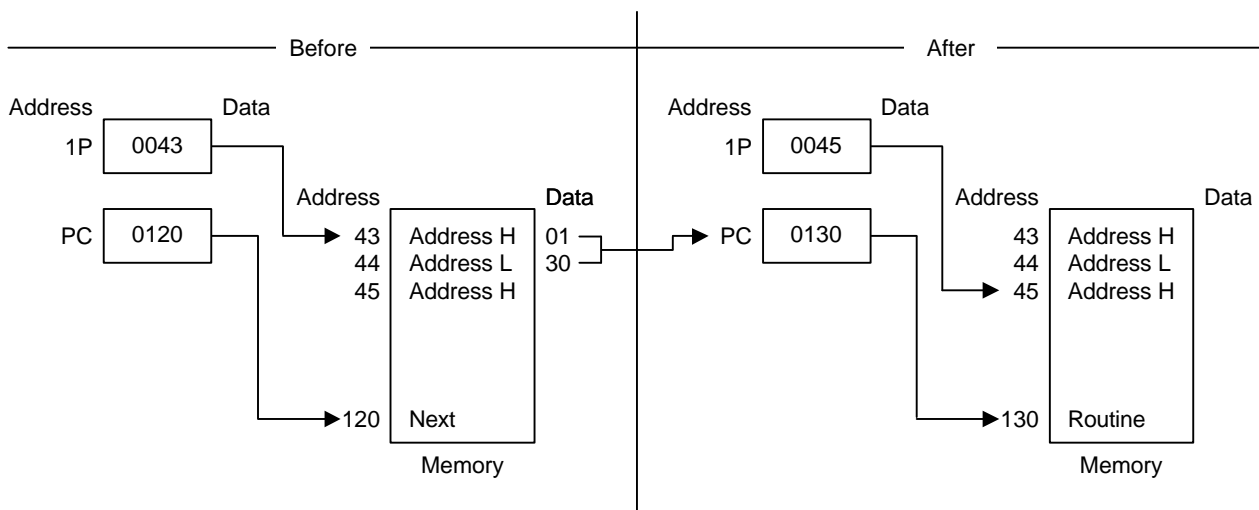 Before
After
Address
Data
1P
0043
Address
Data
PC
0120
43
Address H
01
44
Address L
30
45
Address H
120
Next
Memory
Address
Data
1P
0045
Address
Data
PC
0130
43
Address H
44
Address L
45
Address H
130
Routine
Memory